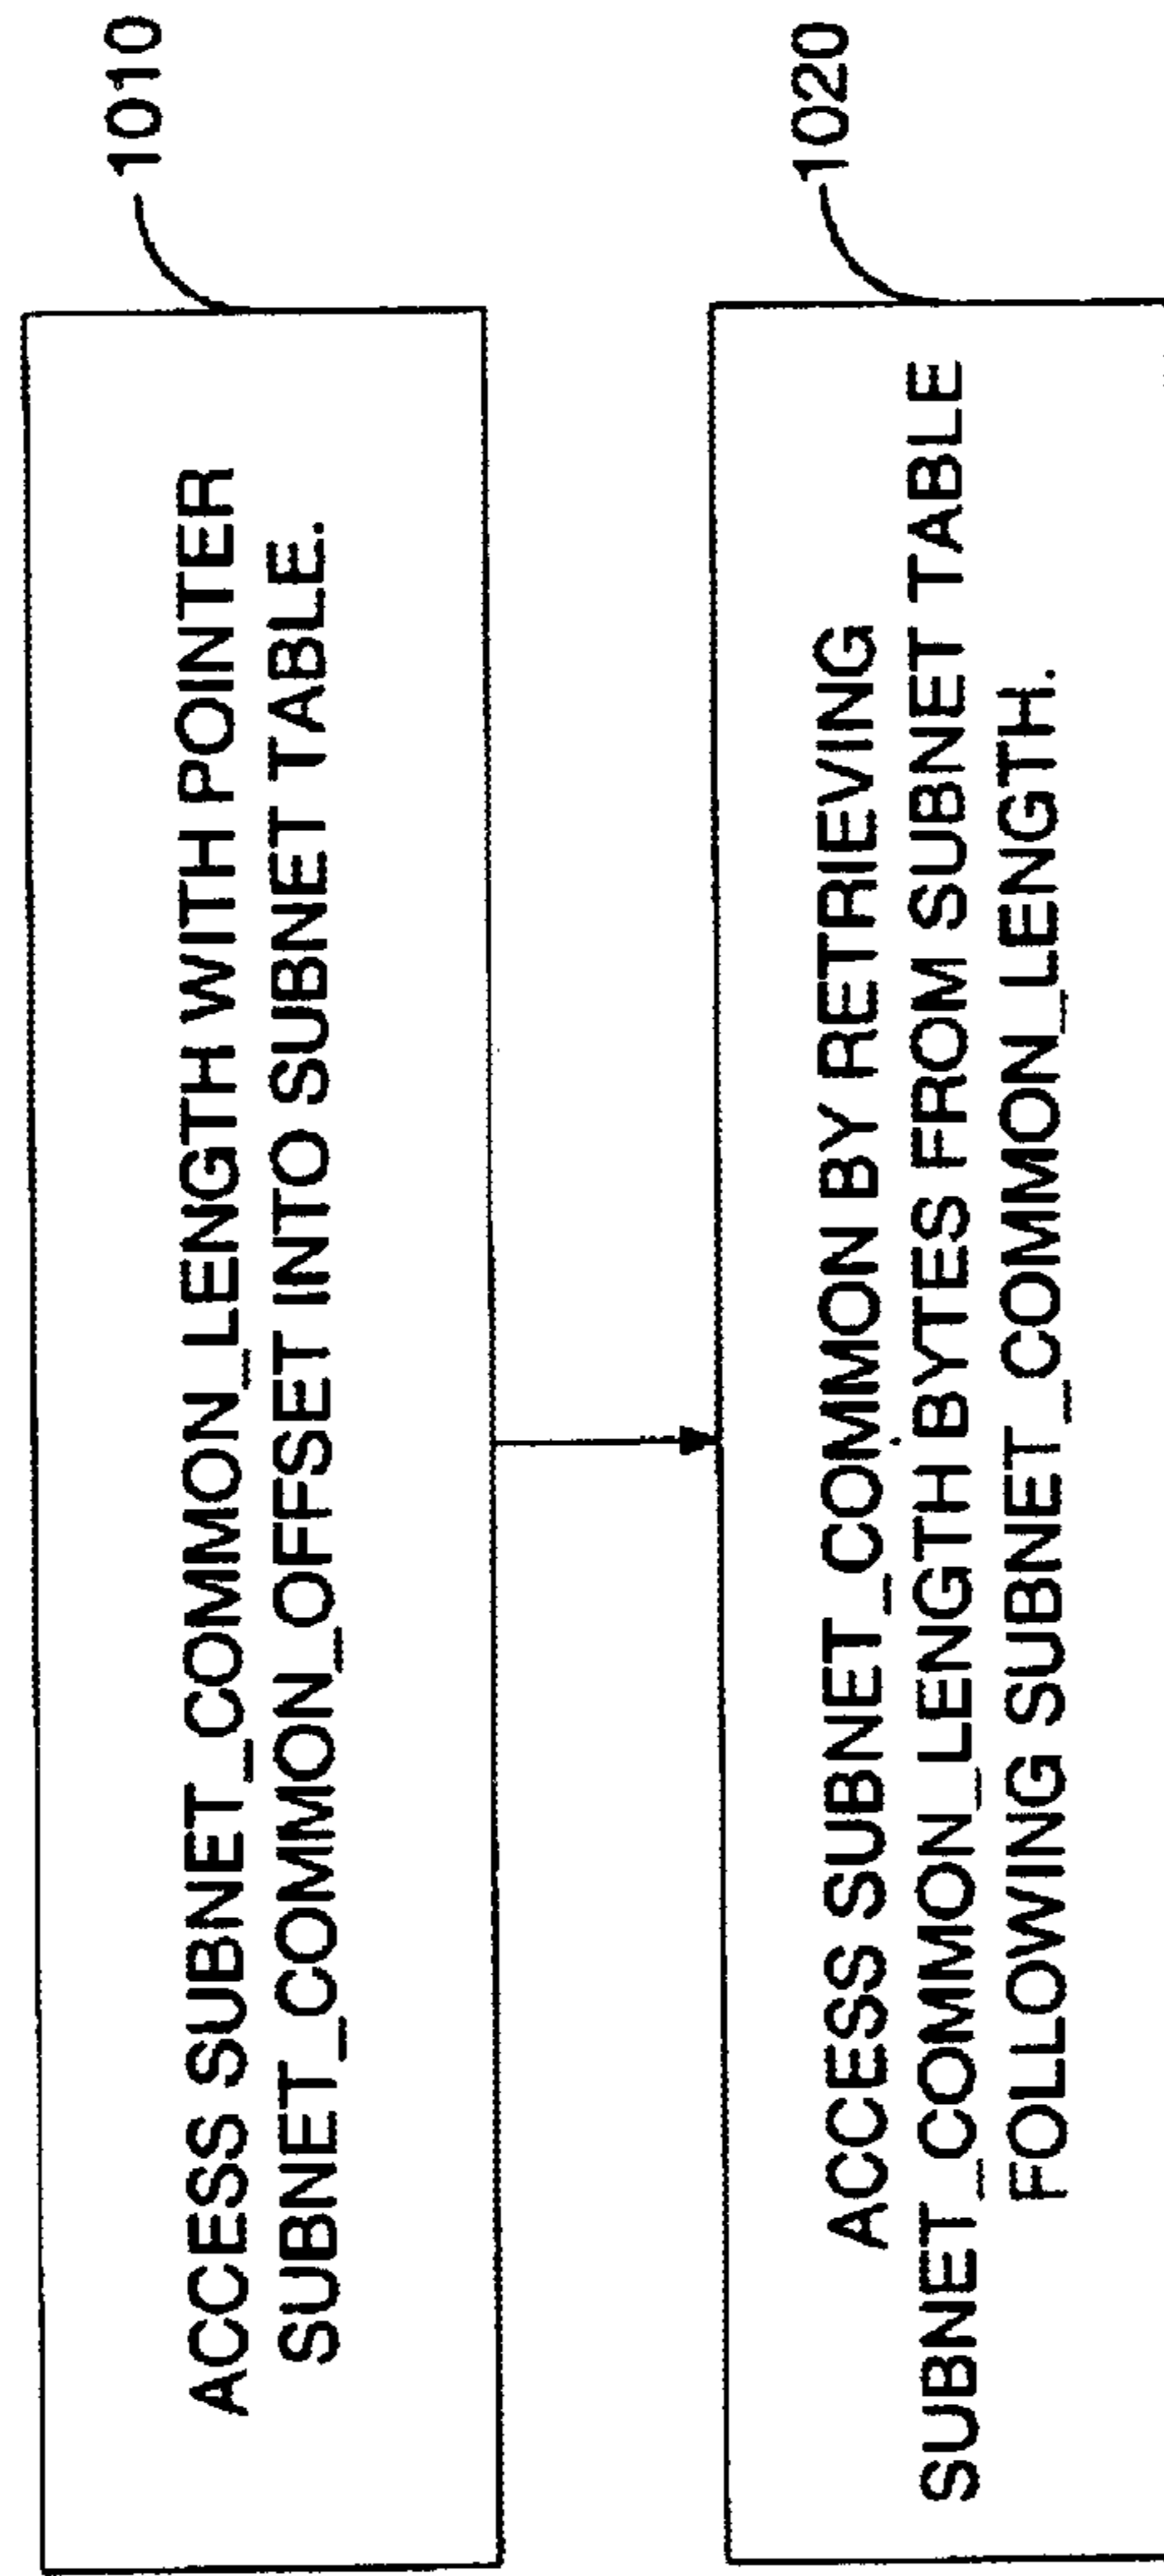 1010
ACCESS SUBNET_COMMON_LENGTH WITH POINTER
SUBNET_COMMON_OFFSET INTO SUBNET TABLE.
1020
ACCESS SUBNET_COMMON BY RETRIEVING
SUBNET_COMMON_LENGTH BYTES FROM SUBNET TABLE
FOLLOWING SUBNET_COMMON_LENGTH.